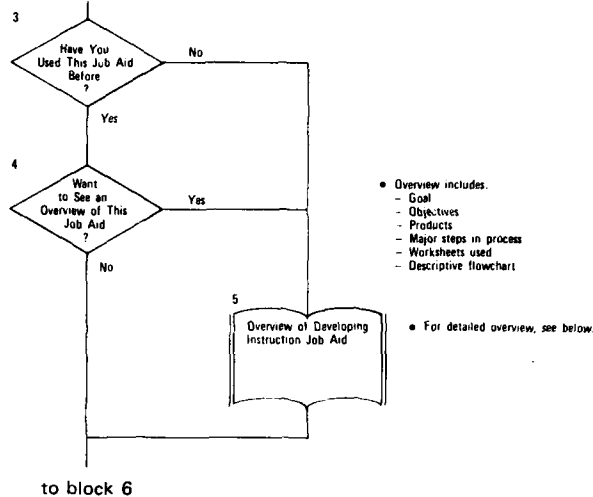 3
Have You
Used This Job Aid
Before
?
No
Yes
4
Want
to See an
Overview of This
Job Aid
?
Yes
No
• Overview includes.
– Goal
– Objectives
– Products
– Major steps in process
– Worksheets used
– Descriptive flowchart
5
Overview of Developing
Instruction Job Aid
• For detailed overview, see below.
to block 6